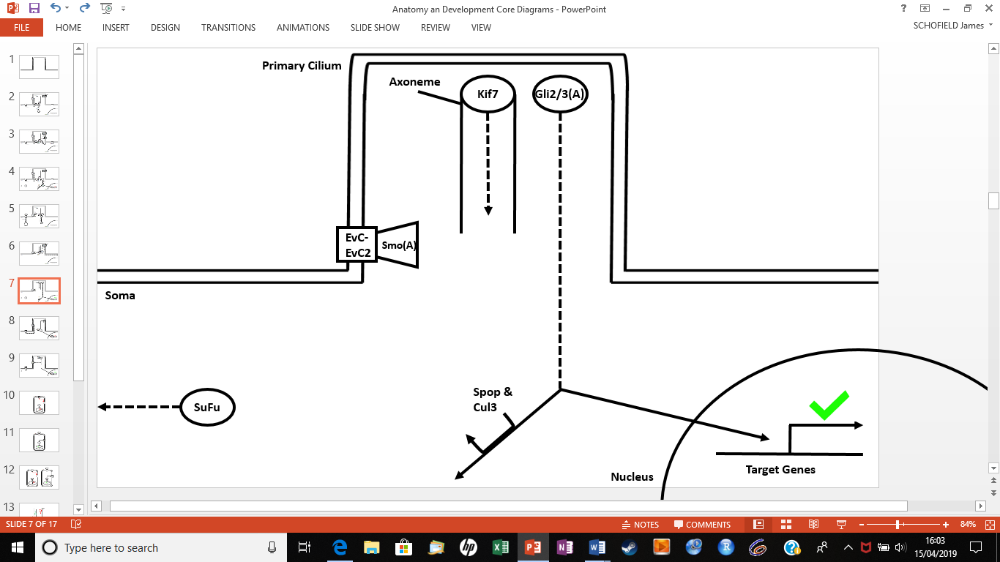 Anatomy an Development Core Diagrams - PowerPoint
FILE
HOME
INSERT
DESIGN
TRANSITIONS
ANIMATIONS
SLIDE SHOW
REVIEW
VIEW
SCHOFIELD James
1
2
3
4
5
6
7
8
9
10
11
12
13
Primary Cilium
Axoneme
Kif7
Gli2/3(A)
EvC-
EvC2
Smo(A)
Soma
SuFu
Spop &
Cul3
Nucleus
Target Genes
SLIDE 7 OF 17
NOTES
COMMENTS
84%
Type here to search
16:03
15/04/2019